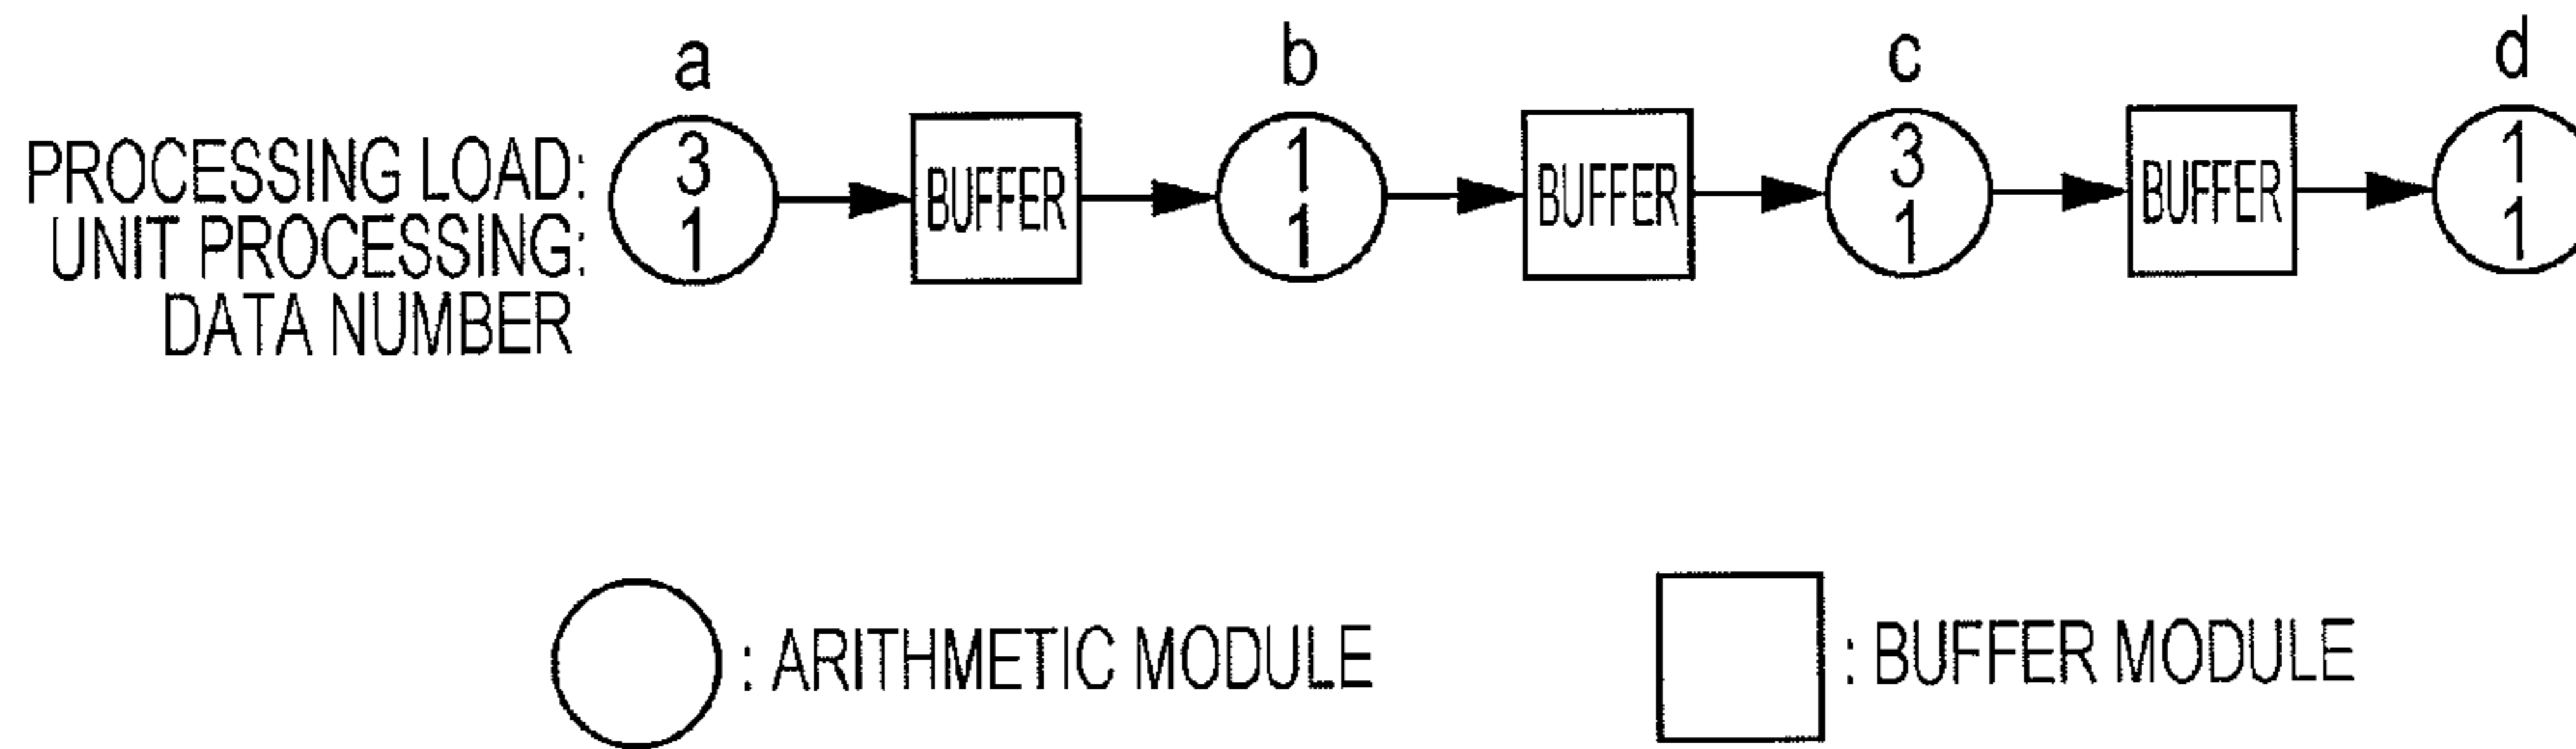 a b c d
PROCESSING LOAD: 3 1 3 1
UNIT PROCESSING: 1 1 1 1
DATA NUMBER
BUFFER BUFFER BUFFER
: ARITHMETIC MODULE : BUFFER MODULE